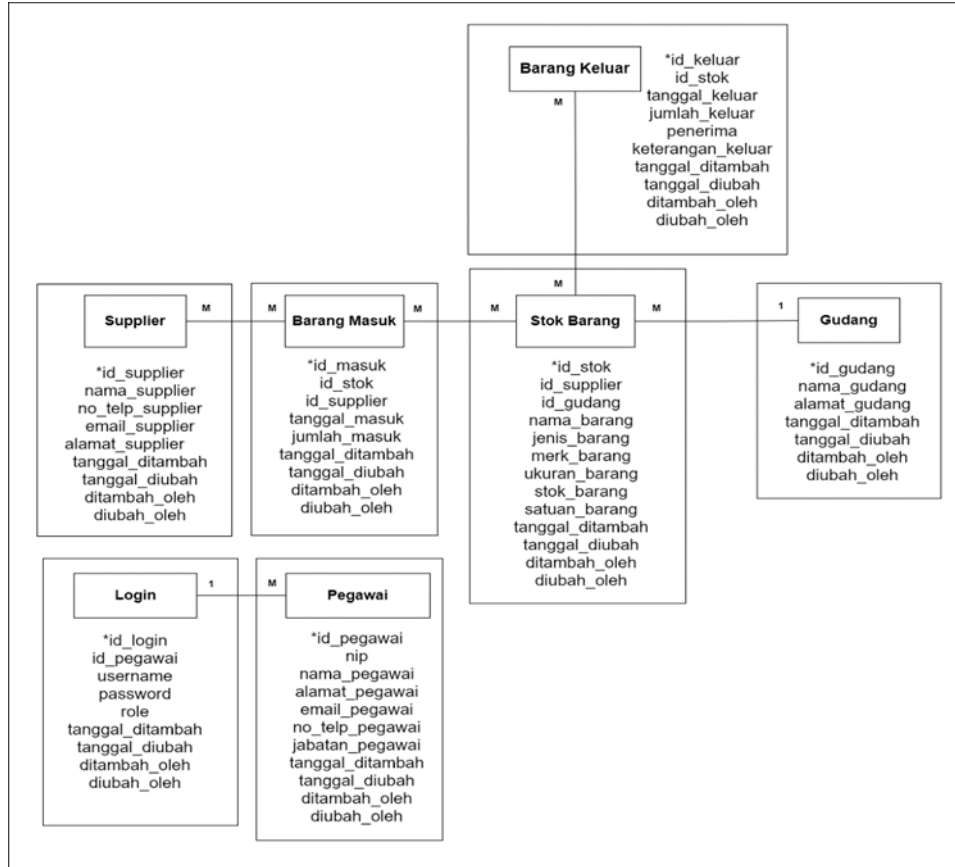 Barang Keluar
*id_keluar
id_stok
tanggal_keluar
jumlah_keluar
penerima
keterangan_keluar
tanggal_ditambah
tanggal_diubah
ditambah_oleh
diubah_oleh
M
M
Supplier
M
*id_supplier
nama_supplier
no_telp_supplier
email_supplier
alamat_supplier
tanggal_ditambah
tanggal_diubah
ditambah_oleh
diubah_oleh
M
Barang Masuk
M
*id_masuk
id_stok
id_supplier
tanggal_masuk
jumlah_masuk
tanggal_ditambah
tanggal_diubah
ditambah_oleh
diubah_oleh
M
Stok Barang
M
*id_stok
id_supplier
id_gudang
nama_barang
jenis_barang
merk_barang
ukuran_barang
stok_barang
satuan_barang
tanggal_ditambah
tanggal_diubah
ditambah_oleh
diubah_oleh
1
Gudang
*id_gudang
nama_gudang
alamat_gudang
tanggal_ditambah
tanggal_diubah
ditambah_oleh
diubah_oleh
Login
1
*id_login
id_pegawai
username
password
role
tanggal_ditambah
tanggal_diubah
ditambah_oleh
diubah_oleh
M
Pegawai
*id_pegawai
nip
nama_pegawai
alamat_pegawai
email_pegawai
no_telp_pegawai
jabatan_pegawai
tanggal_ditambah
tanggal_diubah
ditambah_oleh
diubah_oleh